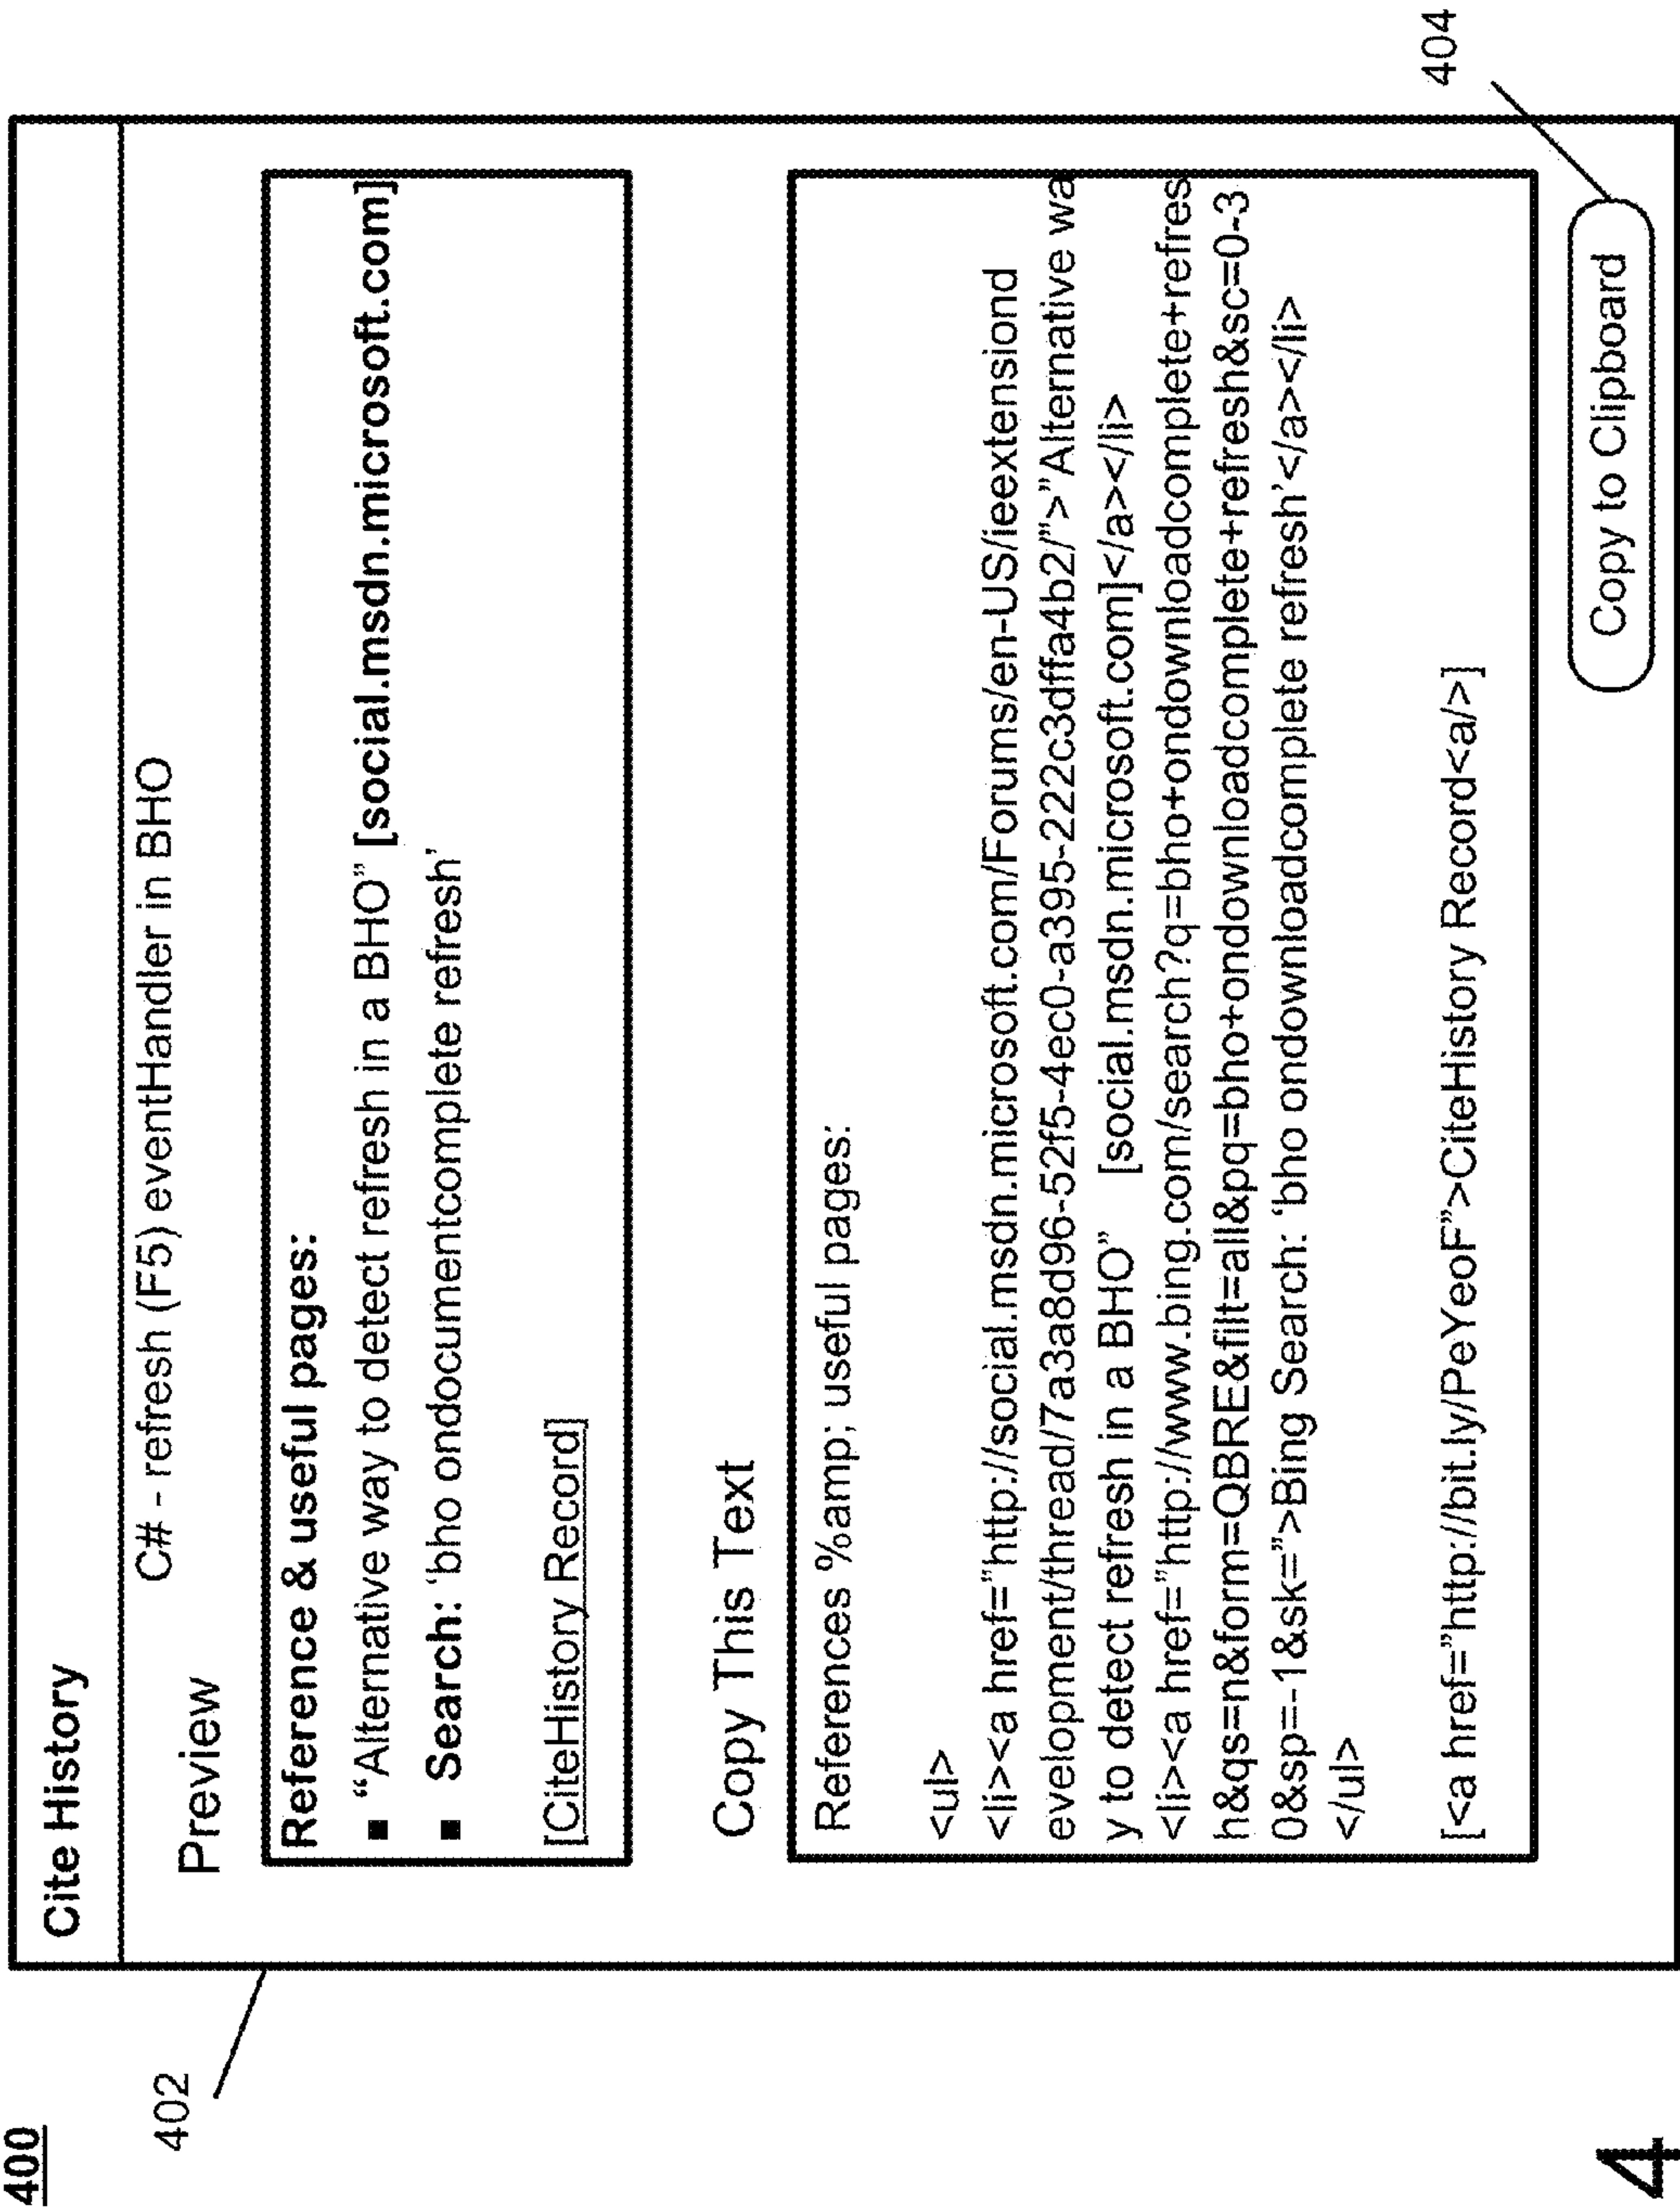 400
402
Cite History
C# - refresh (F5) eventHandler in BHO
Preview
Reference & useful pages:
■ “Alternative way to detect refresh in a BHO” [social.msdn.microsoft.com]
■ Search: ‘bho ondocumentcomplete refresh’
[CiteHistory Record]
Copy This Text
References %amp; useful pages:
<ul>
<li><a href=”http://social.msdn.microsoft.com/Forums/en-US/ieextensiond
evelopment/thread/7a3a8d96-52f5-4ec0-a395-222c3dffa4b2/”>”Alternative wa
y to detect refresh in a BHO” [social.msdn.microsoft.com]</a></li>
<li><a href=”http://www.bing.com/search?q=bho+ondownloadcomplete+refres
h&qs=n&form=QBRE&filt=all&pq=bho+ondownloadcomplete+refresh&sc=0-3
0&sp=-1&sk=”>Bing Search: ‘bho ondownloadcomplete refresh’</a></li>
</ul>
[<a href=”http://bit.ly/PeYeoF”>CiteHistory Record<a/>]
Copy to Clipboard
404
4